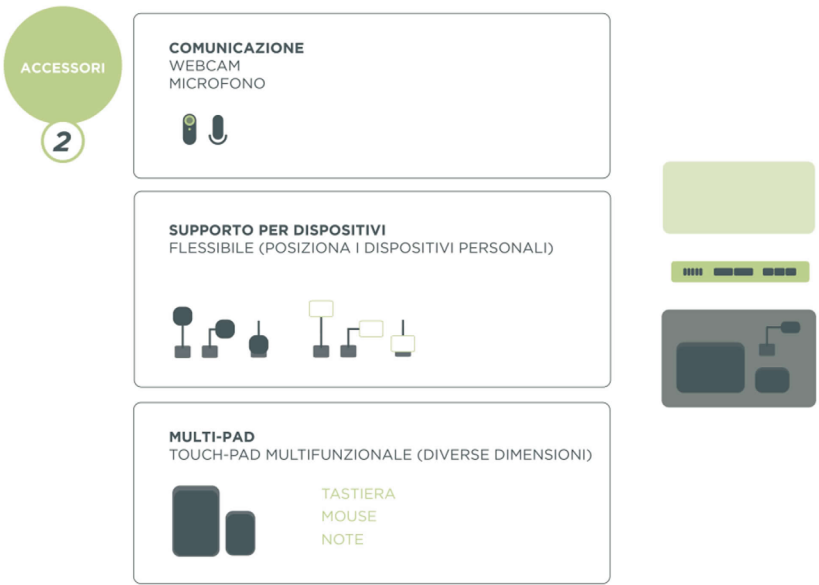 ACCESSORI
2
COMUNICAZIONE
WEBCAM
MICROFONO
SUPPORTO PER DISPOSITIVI
FLESSIBILE (POSIZIONA I DISPOSITIVI PERSONALI)
MULTI-PAD
TOUCH-PAD MULTIFUNZIONALE (DIVERSE DIMENSIONI)
TASTIERA
MOUSE
NOTE